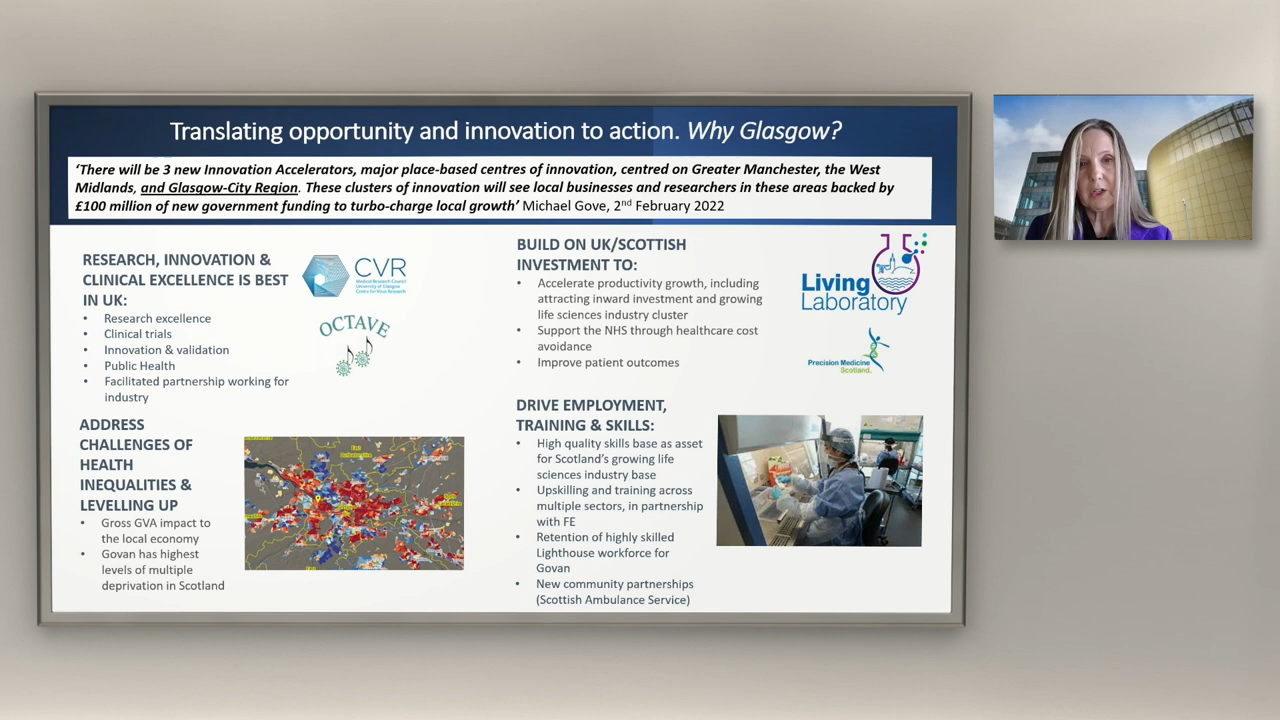 Translating opportunity and innovation to action. Why Glasgow?
‘There will be 3 new Innovation Accelerators, major place-based centres of innovation, centred on Greater Manchester, the West
Midlands, and Glasgow-City Region. These clusters of innovation will see local businesses and researchers in these areas backed by
£100 million of new government funding to turbo-charge local growth’ Michael Gove, 2nd February 2022
RESEARCH, INNOVATION &
CLINICAL EXCELLENCE IS BEST
IN UK:
• Research excellence
• Clinical trials
• Innovation & validation
• Public Health
• Facilitated partnership working for
industry
CVR
Medical Research Council
University of Glasgow
Centre for Virus Research
OCTAVE
ADDRESS
CHALLENGES OF
HEALTH
INEQUALITIES &
LEVELLING UP
• Gross GVA impact to
the local economy
• Govan has highest
levels of multiple
deprivation in Scotland
BUILD ON UK/SCOTTISH
INVESTMENT TO:
• Accelerate productivity growth, including
attracting inward investment and growing
life sciences industry cluster
• Support the NHS through healthcare cost
avoidance
• Improve patient outcomes
Living
Laboratory
Precision Medicine
Scotland.
DRIVE EMPLOYMENT,
TRAINING & SKILLS:
• High quality skills base as asset
for Scotland’s growing life
sciences industry base
• Upskilling and training across
multiple sectors, in partnership
with FE
• Retention of highly skilled
Lighthouse workforce for
Govan
• New community partnerships
(Scottish Ambulance Service)